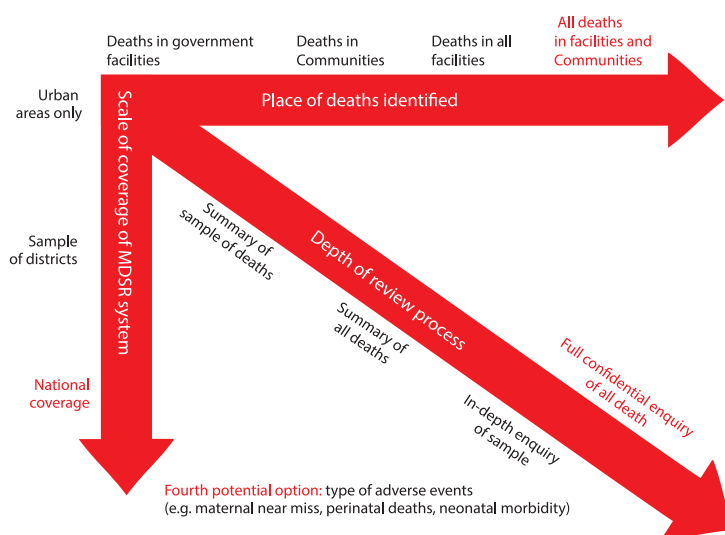 Deaths in government
facilities
Deaths in
Communities
Deaths in all
facilities
All deaths
in facilities and
Communities
Urban
areas only
Place of deaths identified
Scale of coverage of MDSR system
Sample
of districts
National
coverage
Depth of review process
Summary of
sample of deaths
Summary of
all deaths
In-depth enquiry
of sample
Full confidential enquiry
of all death
Fourth potential option: type of adverse events
(e.g. maternal near miss, perinatal deaths, neonatal morbidity)